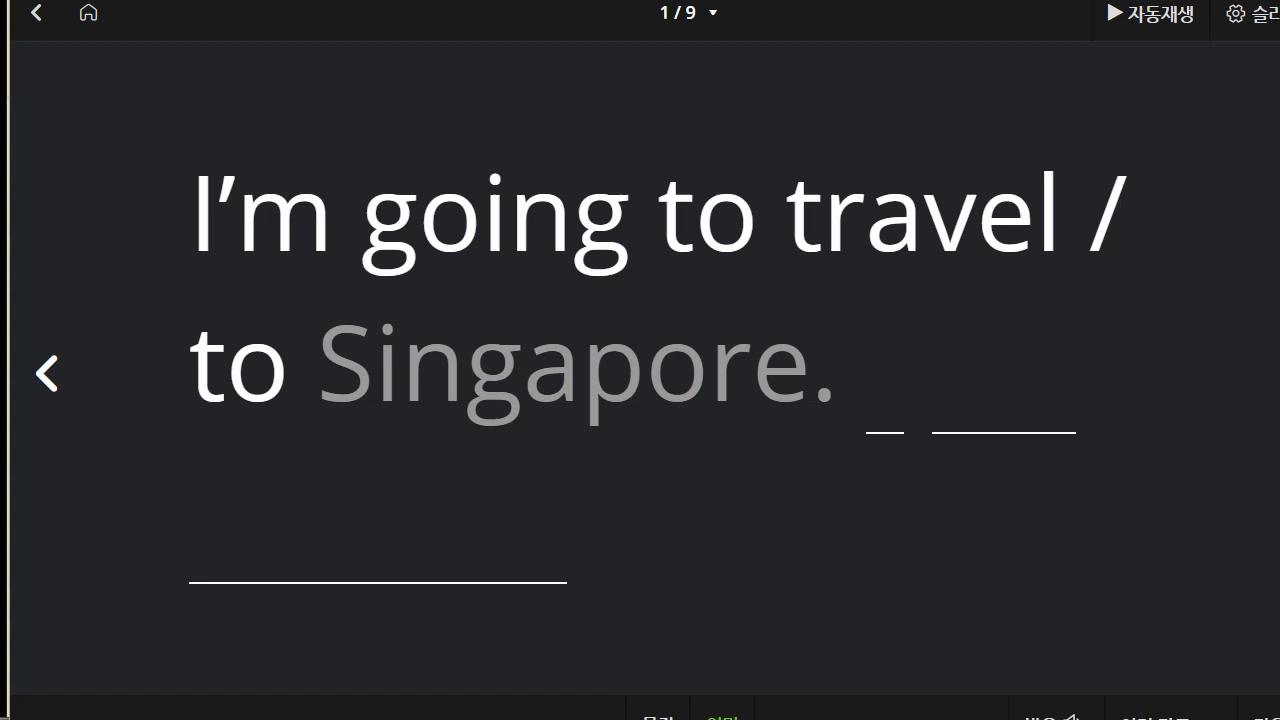 1 / 9
자동재생
I’m going to travel /
to Singapore.